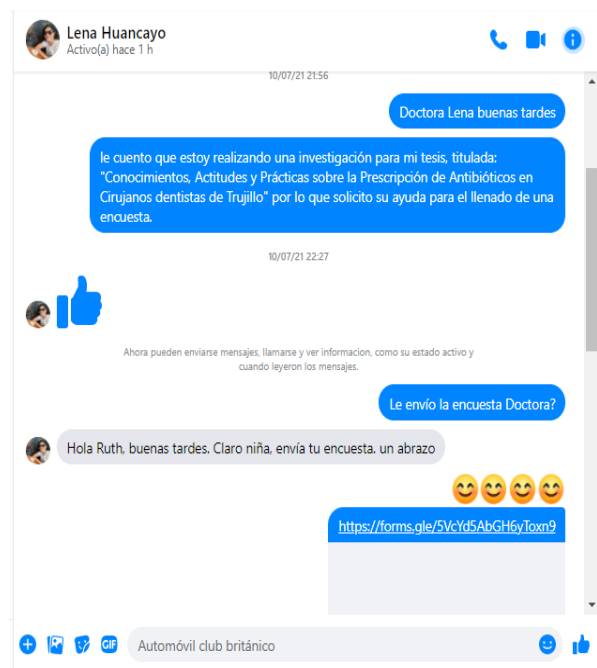 Lena Huancayo
Activo(a) hace 1 h
10/07/21 21:56
Doctora Lena buenas tardes
le cuento que estoy realizando una investigación para mi tesis, titulada:
"Conocimientos, Actitudes y Prácticas sobre la Prescripción de Antibióticos en
Cirujanos dentistas de Trujillo" por lo que solicito su ayuda para el llenado de una
encuesta.
10/07/21 22:27
Ahora pueden enviarse mensajes, llamarse y ver informacion, como su estado activo y
cuando leyeron los mensajes.
Le envío la encuesta Doctora?
Hola Ruth, buenas tardes. Claro niña, envía tu encuesta. un abrazo
😊😊😊😊
https://forms.gle/5VcYd5AbGH6yToxn9
GIF
Automóvil club británico